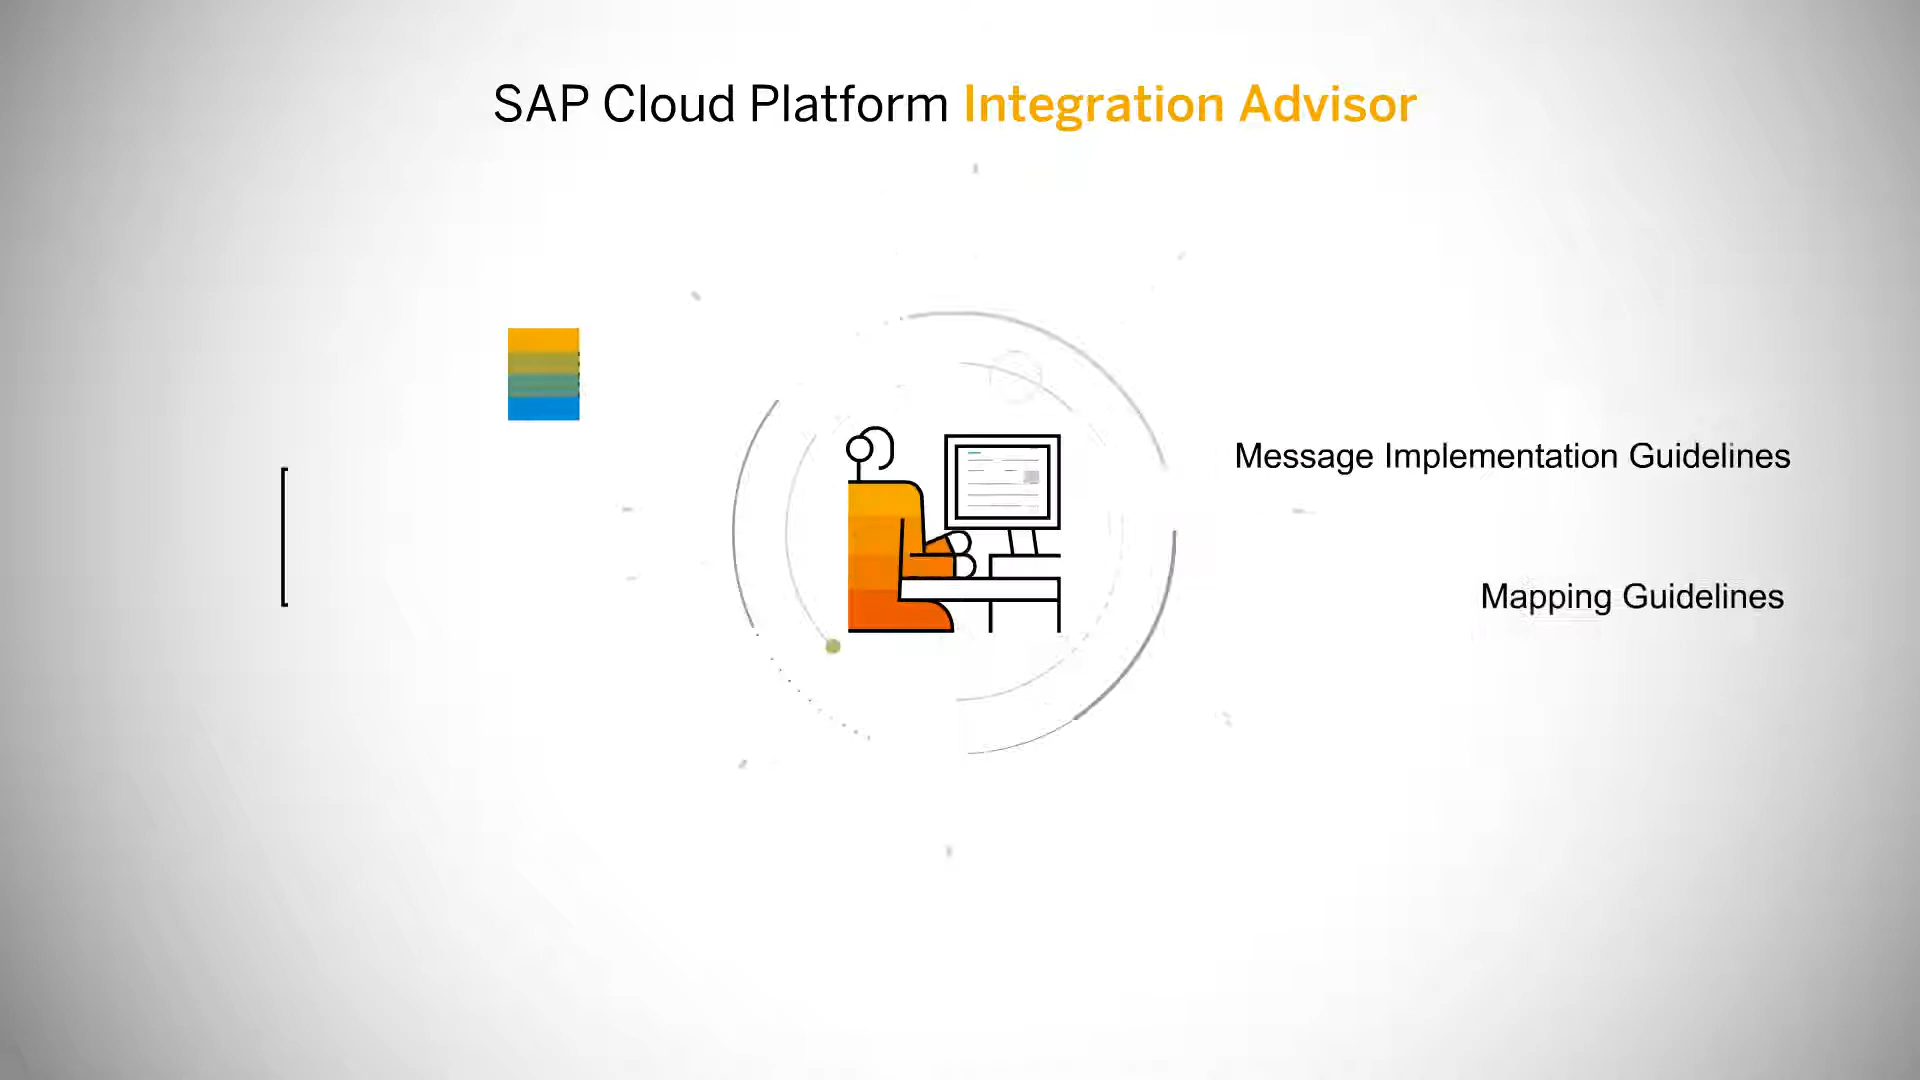 SAP Cloud Platform Integration Advisor
Message Implementation Guidelines
Mapping Guidelines